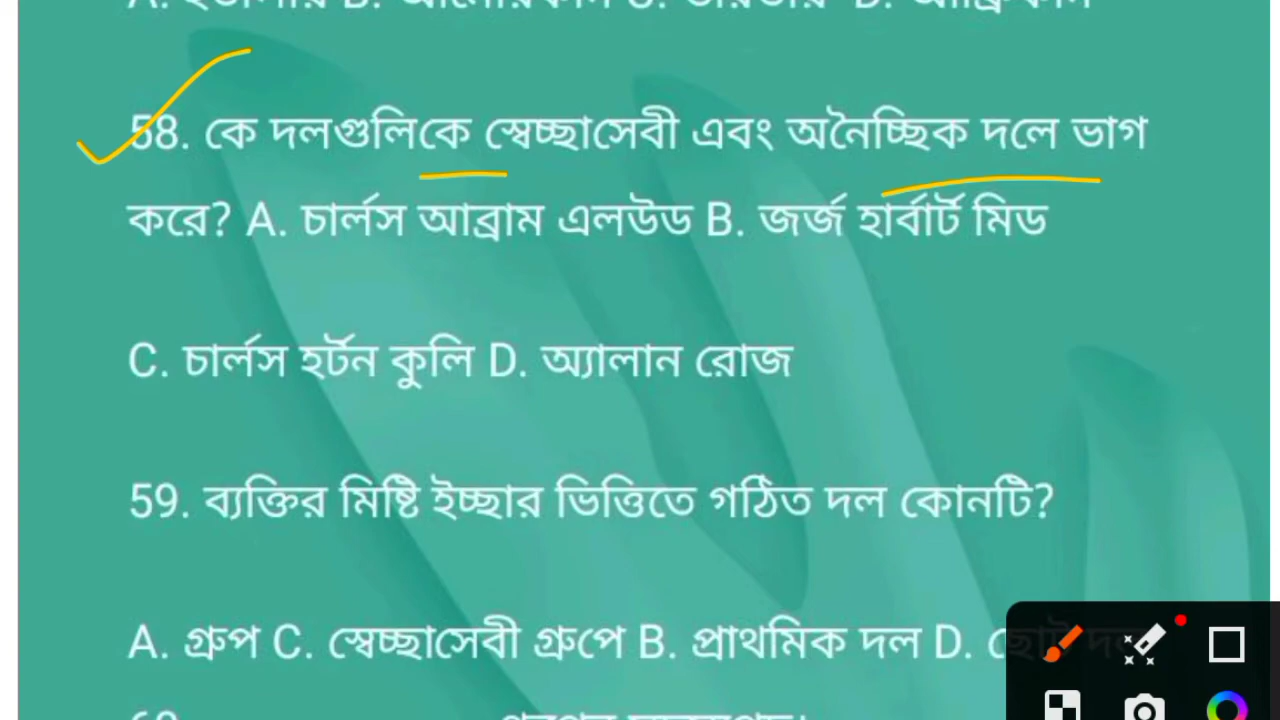 58. কে দলগুলিকে স্বেচ্ছাসেবী এবং অনৈচ্ছিক দলে ভাগ
করে? A. চার্লস আব্রাম এলউড B. জর্জ হার্বার্ট মিড
C. চার্লস হর্টন কুলি D. অ্যালান রোজ
59. ব্যক্তির মিষ্টি ইচ্ছার ভিত্তিতে গঠিত দল কোনটি?
A. গ্রুপ C. স্বেচ্ছাসেবী গ্রুপে B. প্রাথমিক দল D. ছোট দল